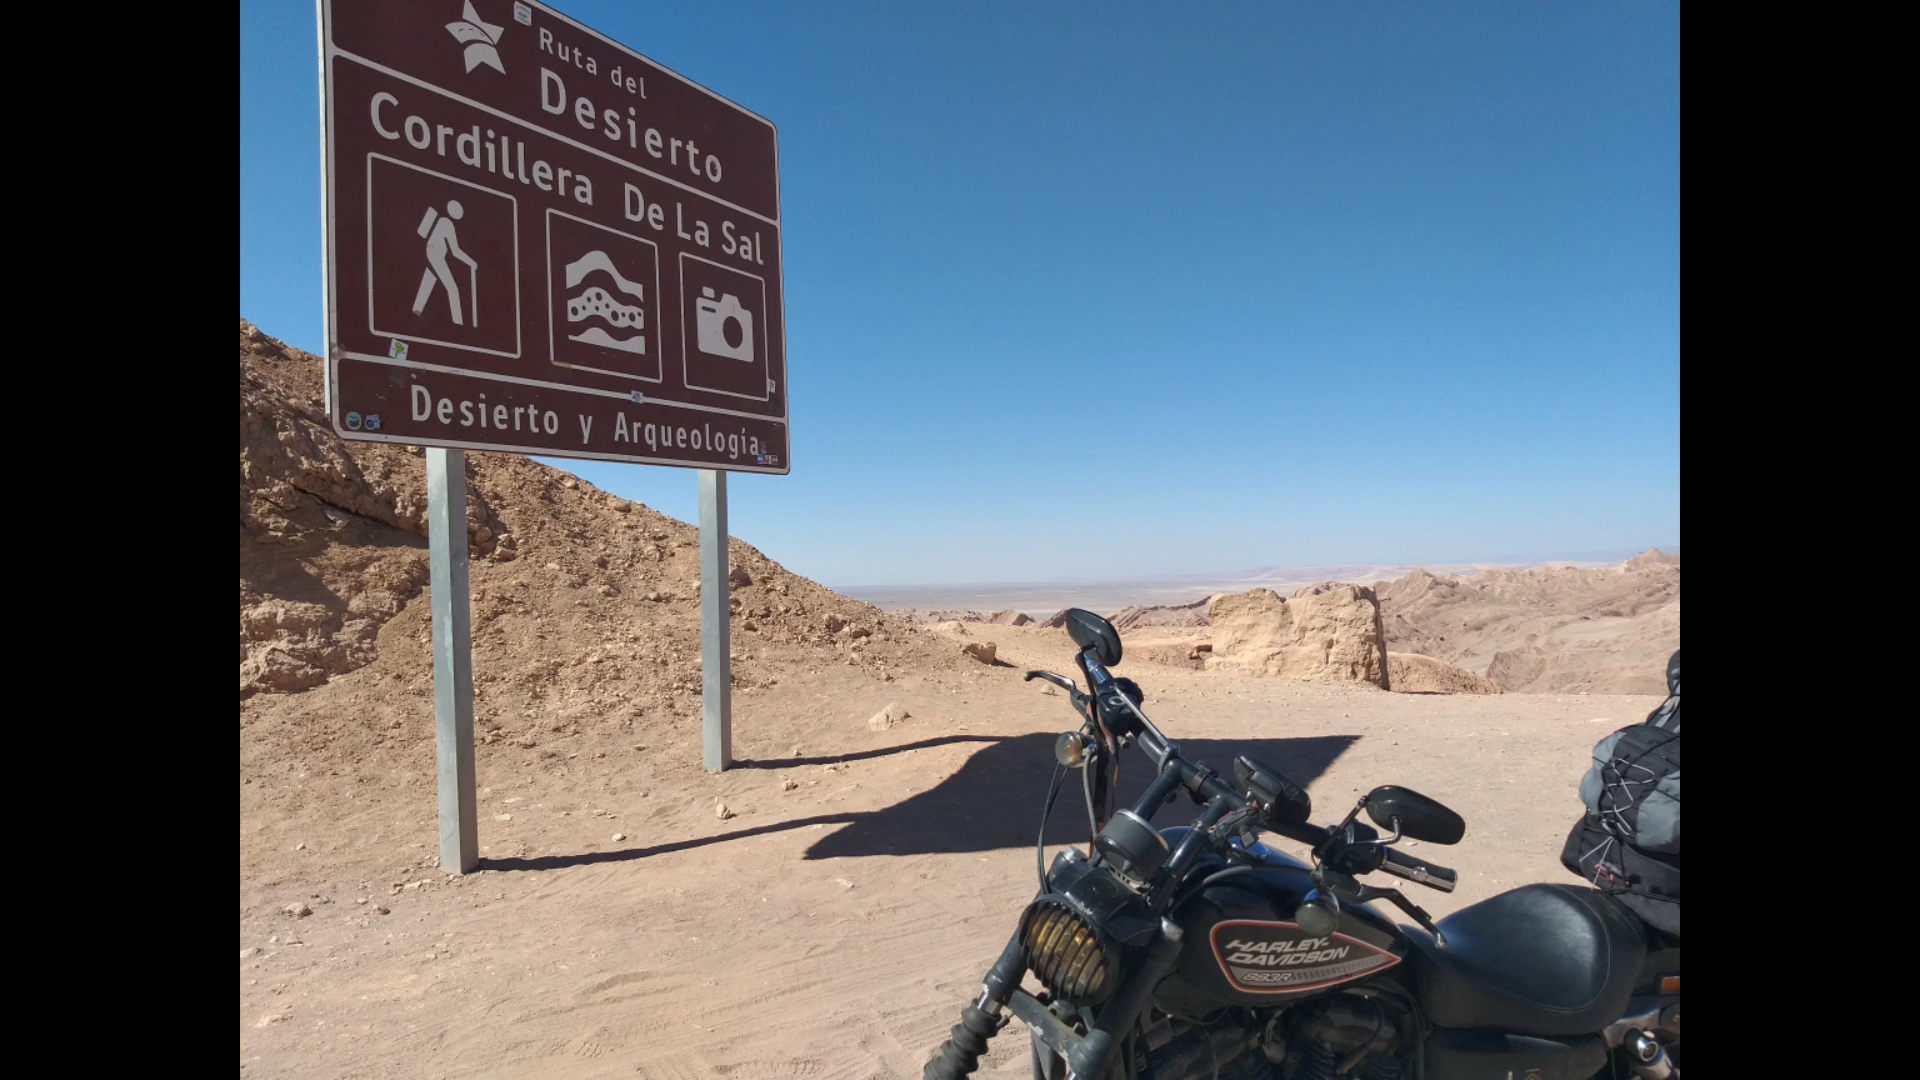 Ruta del
Desierto
Cordillera De La Sal
Desierto y Arqueología
HARLEY-
DAVIDSON
883R